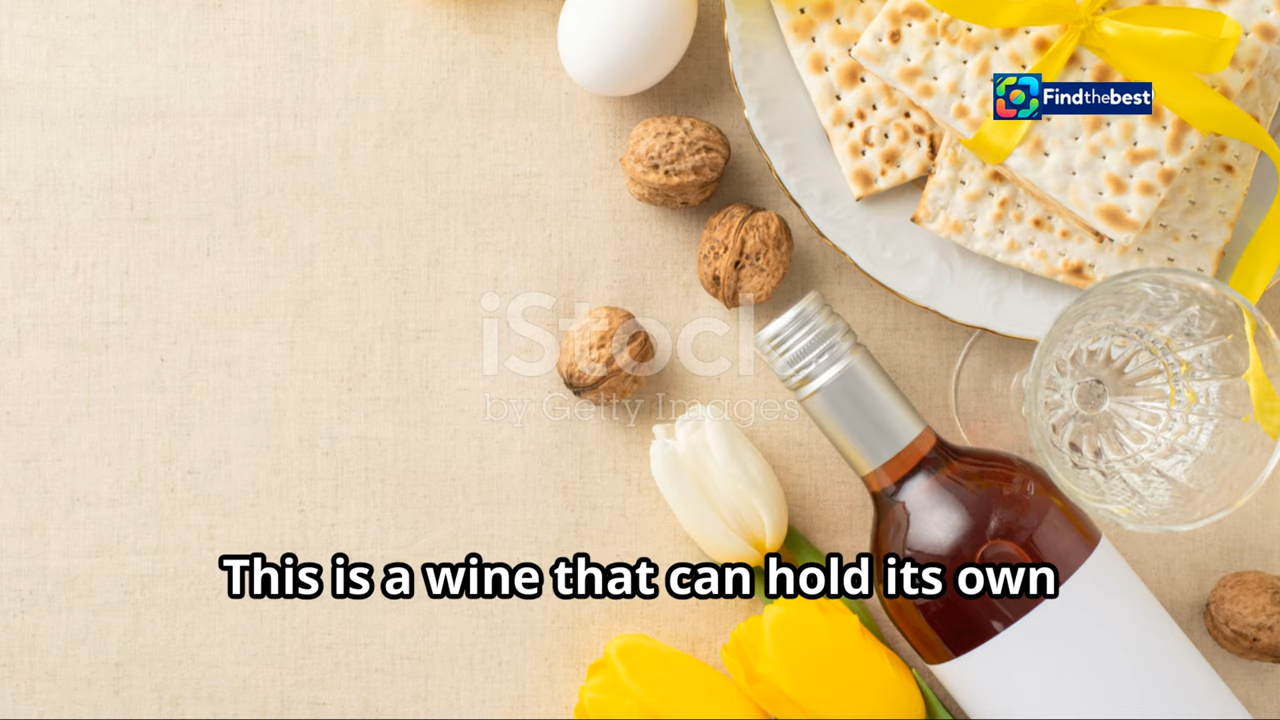 Findthebest
iStock
by Getty Images
This is a wine that can hold its own